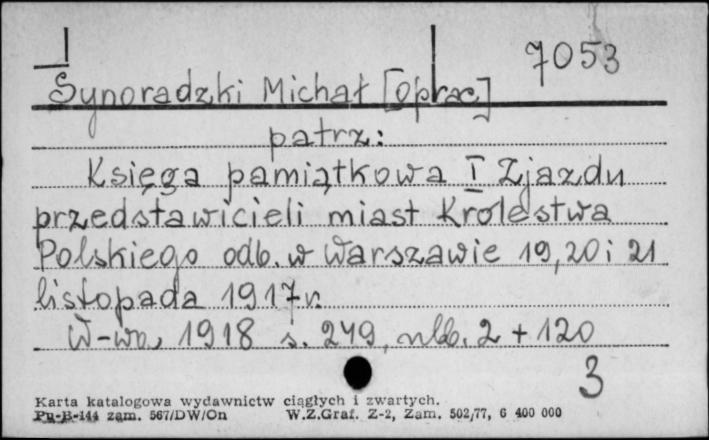 7053
Synoradzki Michał [oprac]
patrz:
Księga pamiątkowa I Zjazdu
przedstawicieli miast Królestwa
Polskiego odb. w Warszawie 19, 20 i 21
listopada 1917 r.
W-wa, 1918 s. 249, nlb. 2 + 120
3
Karta katalogowa wydawnictw ciągłych i zwartych.
Pu-B-144 zam. 567/DW/On W.Z.Graf. Z-2, Zam. 502/77, 6 400 000